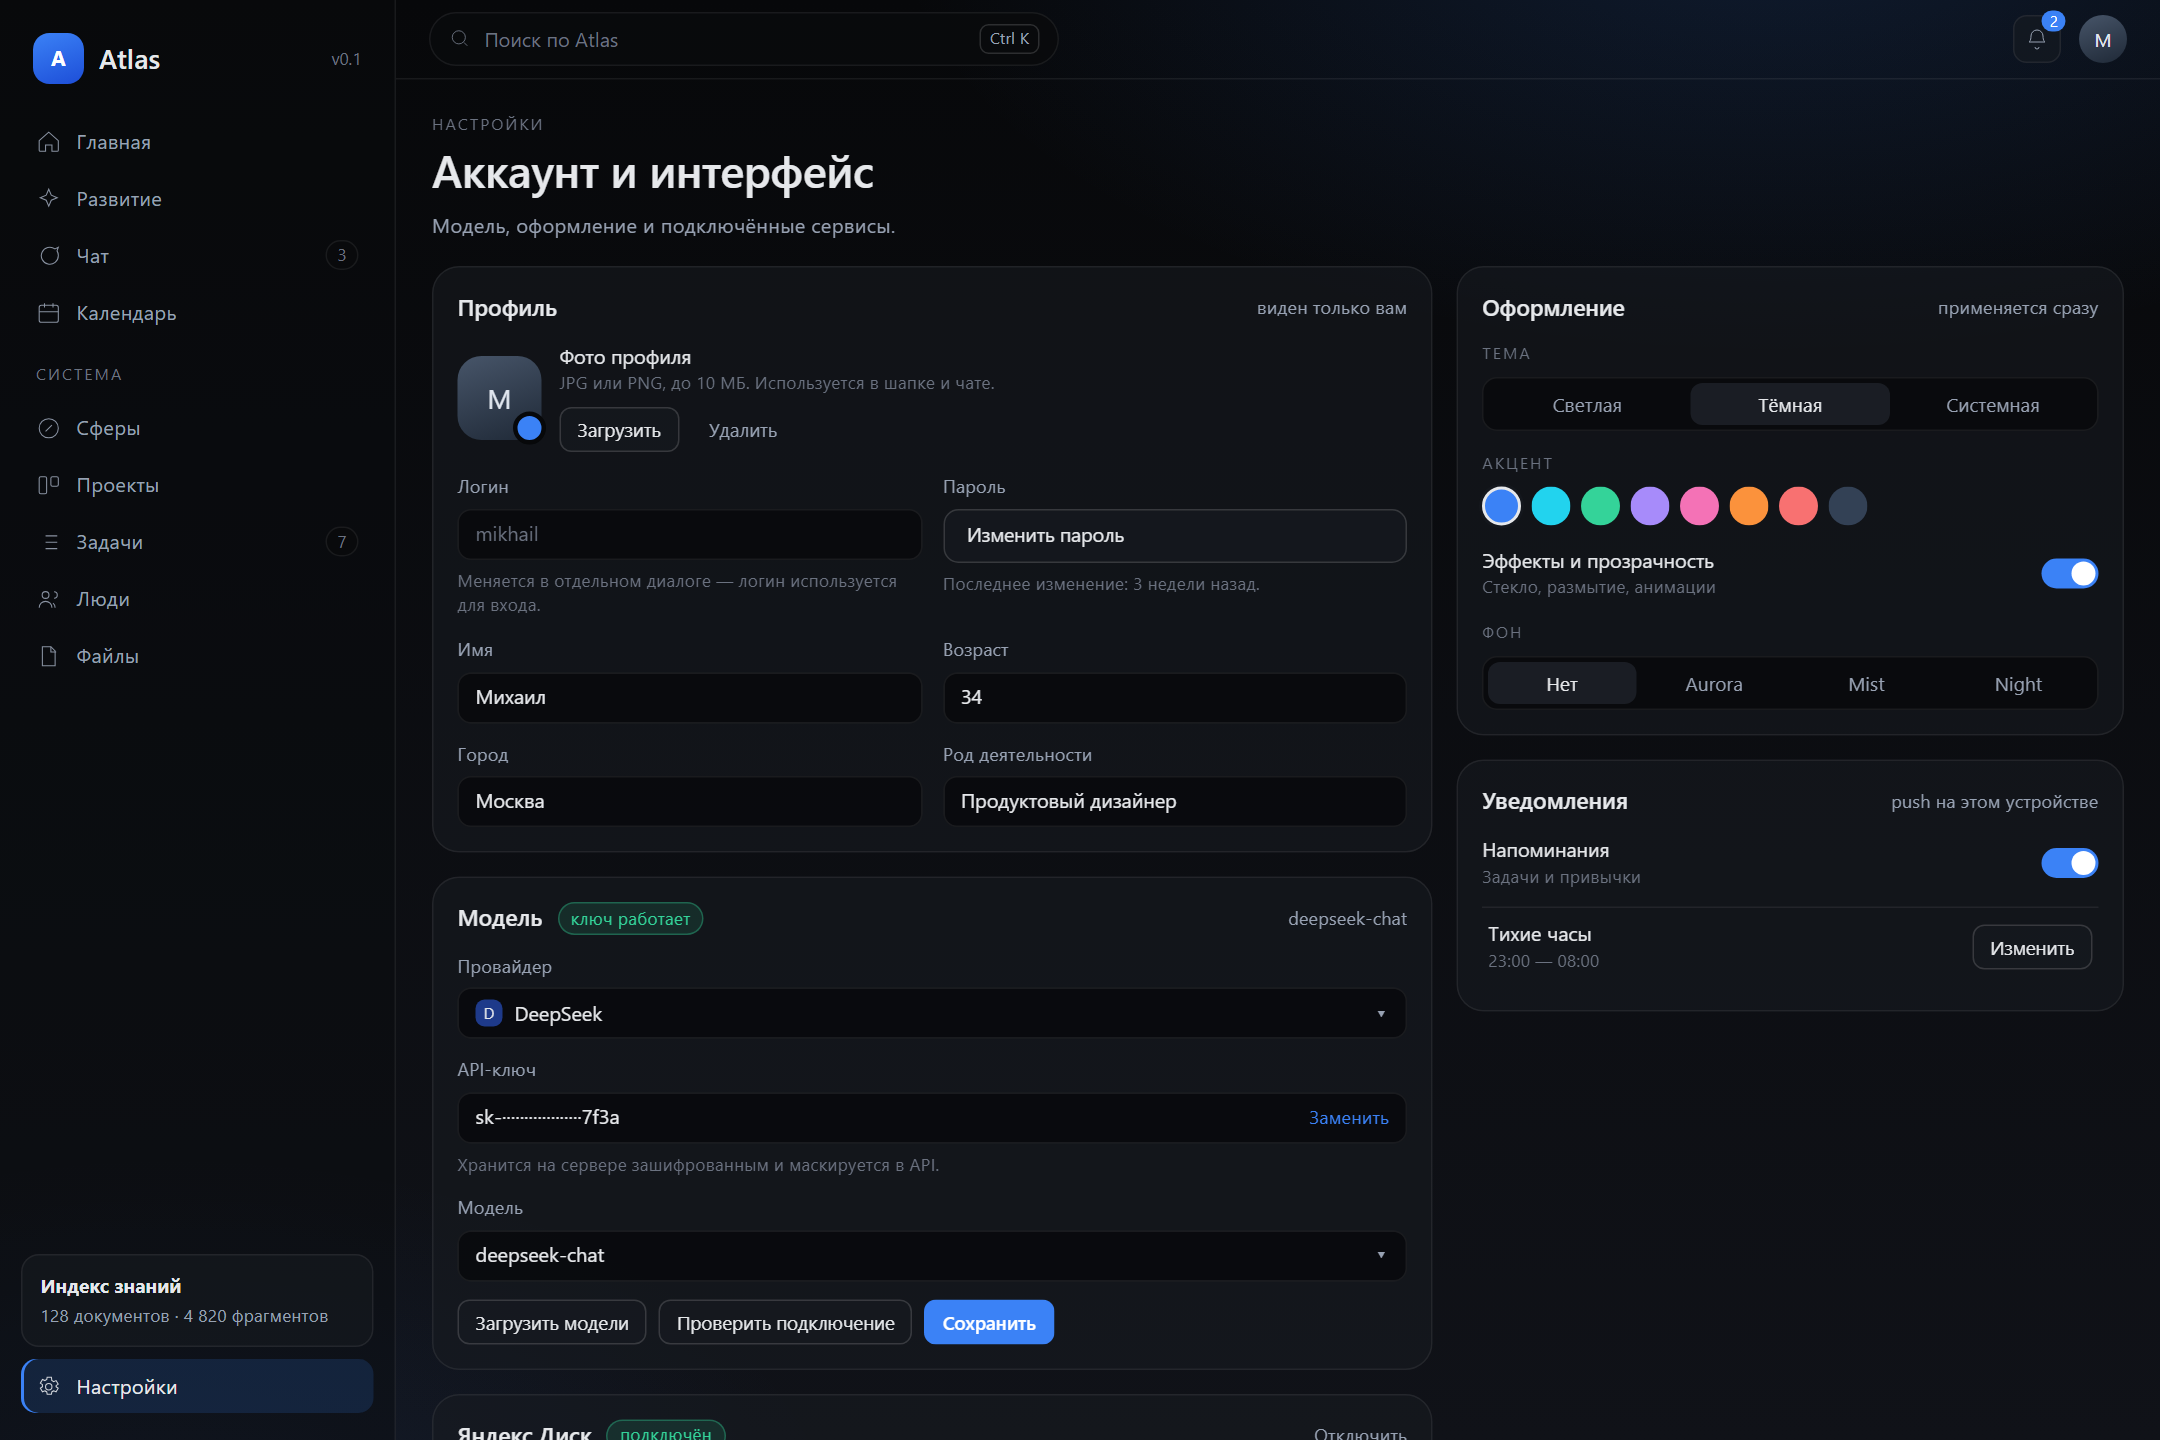 A Atlas v0.1
Главная
Развитие
Чат 3
Календарь
СИСТЕМА
Сферы
Проекты
Задачи 7
Люди
Файлы
Индекс знаний
128 документов · 4 820 фрагментов
Настройки
Поиск по Atlas Ctrl K
2
М
НАСТРОЙКИ
Аккаунт и интерфейс
Модель, оформление и подключённые сервисы.
Профиль виден только вам
М
Фото профиля
JPG или PNG, до 10 МБ. Используется в шапке и чате.
Загрузить Удалить
Логин
mikhail
Меняется в отдельном диалоге — логин используется
для входа.
Пароль
Изменить пароль
Последнее изменение: 3 недели назад.
Имя
Михаил
Возраст
34
Город
Москва
Род деятельности
Продуктовый дизайнер
Модель ключ работает deepseek-chat
Провайдер
D DeepSeek
API-ключ
sk-··················7f3a Заменить
Хранится на сервере зашифрованным и маскируется в API.
Модель
deepseek-chat
Загрузить модели Проверить подключение Сохранить
Яндекс Диск подключён Отключить
Оформление применяется сразу
ТЕМА
Светлая Тёмная Системная
АКЦЕНТ
Эффекты и прозрачность
Стекло, размытие, анимации
ФОН
Нет Aurora Mist Night
Уведомления push на этом устройстве
Напоминания
Задачи и привычки
Тихие часы
23:00 — 08:00
Изменить